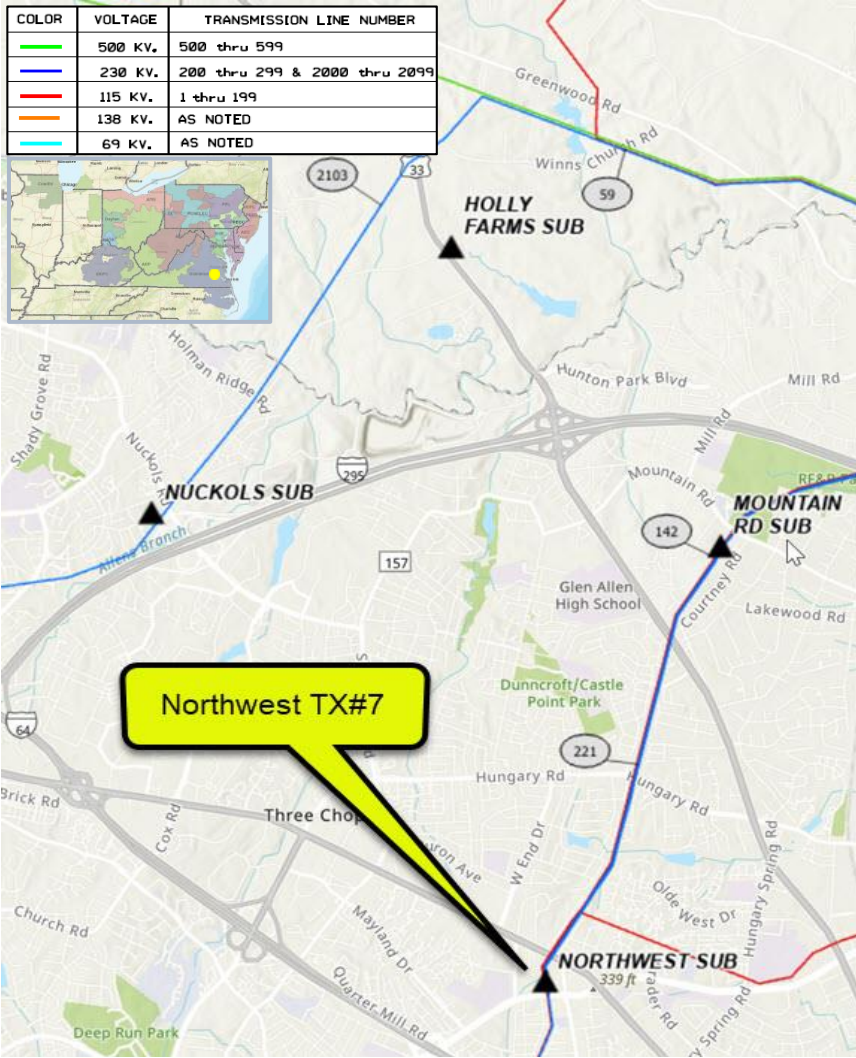 COLOR VOLTAGE TRANSMISSION LINE NUMBER
500 KV. 500 thru 599
230 KV. 200 thru 299 & 2000 thru 2099
115 KV. 1 thru 199
138 KV. AS NOTED
69 KV. AS NOTED
Greenwood Rd
Winns Church Rd
2103
33
59
HOLLY
FARMS SUB
Holman Ridge Rd
Hunton Park Blvd
Mill Rd
Mill Rd
Shady Grove Rd
Nuckols Rd
295
NUCKOLS SUB
Mountain Rd
RF&P Pa
MOUNTAIN
RD SUB
142
Allens Branch
157
Glen Allen
High School
Courtney Rd
Lakewood Rd
Northwest TX#7
Dunncroft/Castle
Point Park
64
221
Hungary Rd
Hungary Rd
Brick Rd
Cox Rd
Three Chop
W End Dr
Hungary Spring Rd
Olde West Dr
Church Rd
Mayland Dr
NORTHWEST SUB
339 ft
Quarter Mill Rd
Deep Run Park